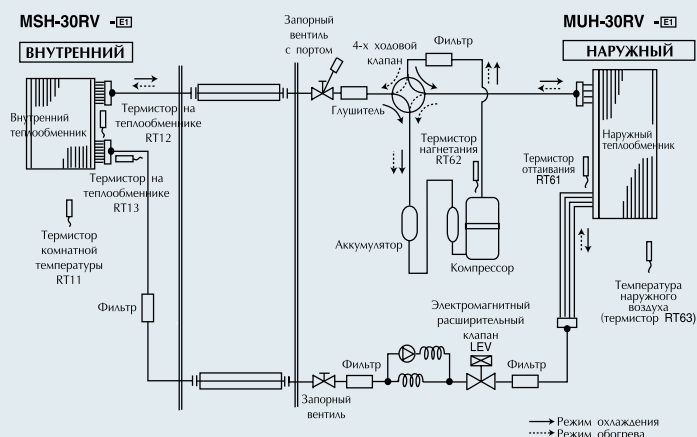 MSH-30RV -E1
ВНУТРЕННИЙ
MUH-30RV -E1
НАРУЖНЫЙ
Запорный
вентиль
с портом
4-х ходовой
клапан
Фильтр
Глушитель
Внутренний
теплообменник
Термистор на
теплообменнике
RT12
Термистор на
теплообменнике
RT13
Термистор
комнатной
температуры
RT11
Фильтр
Термистор
нагнетания
RT62
Аккумулятор
Компрессор
Термистор
оттаивания
RT61
Наружный
теплообменник
Температура
наружного
воздуха
(термистор RT63)
Электромагнитный
расширительный
клапан
LEV
Фильтр
Фильтр
Запорный
вентиль
Режим охлаждения
Режим обогрева